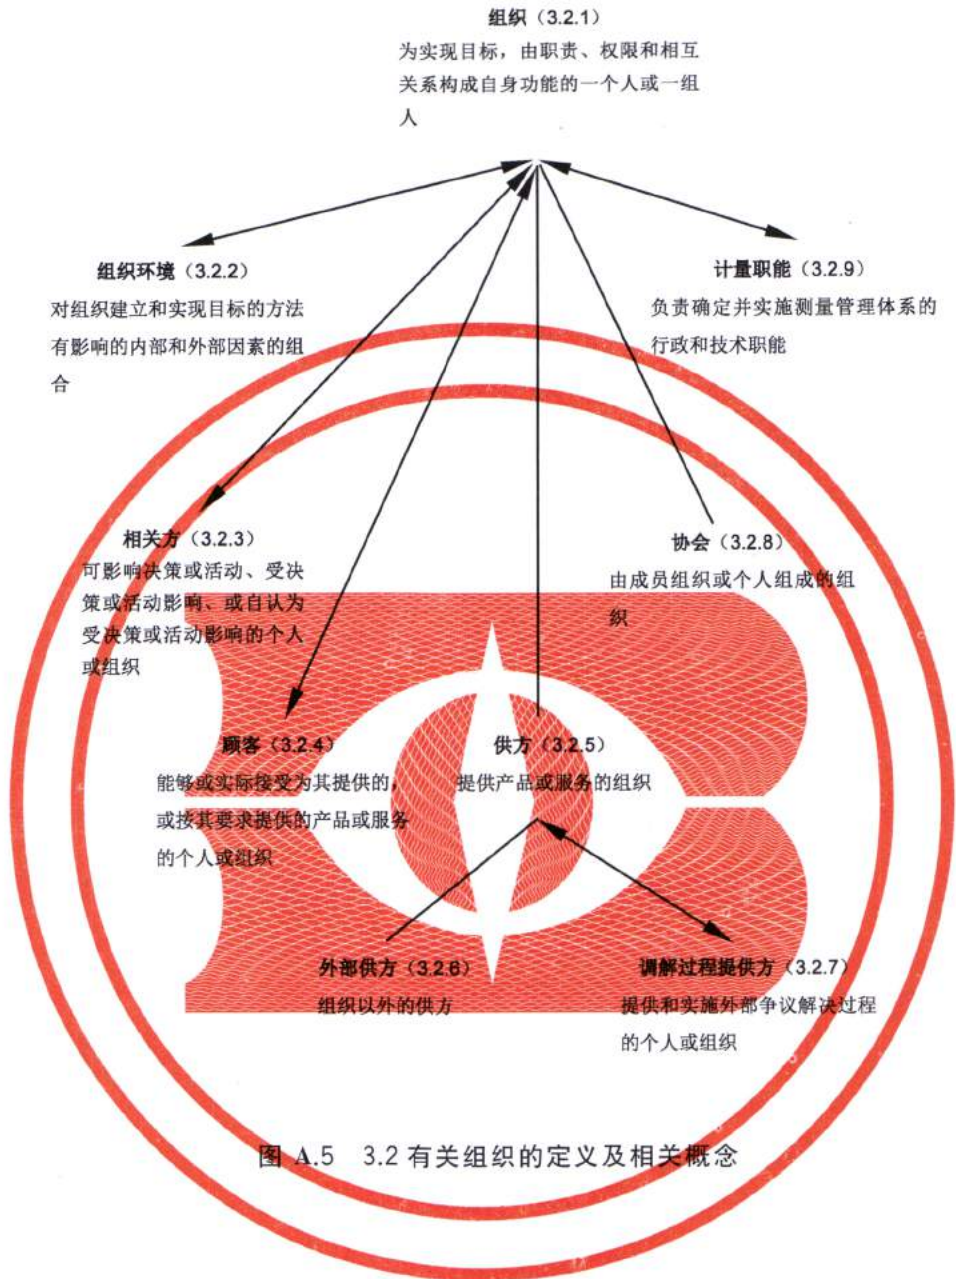 组织（3.2.1）
为实现目标，由职责、权限和相互
关系构成自身功能的一个人或一组
人
组织环境（3.2.2）
对组织建立和实现目标的方法
有影响的内部和外部因素的组
合
计量职能（3.2.9）
负责确定并实施测量管理体系的
行政和技术职能
相关方（3.2.3）
可影响决策或活动、受决
策或活动影响、或自认为
受决策或活动影响的个人
或组织
协会（3.2.8）
由成员组织或个人组成的组
织
顾客（3.2.4）
能够或实际接受为其提供的，
或按其要求提供的产品或服务
的个人或组织
供方（3.2.5）
提供产品或服务的组织
外部供方（3.2.6）
组织以外的供方
调解过程提供方（3.2.7）
提供和实施外部争议解决过程
的个人或组织
图 A.5 3.2 有关组织的定义及相关概念